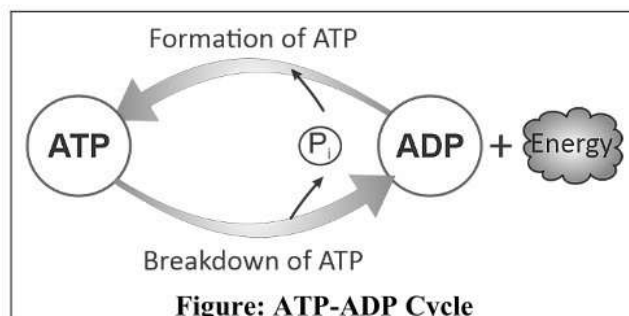 Formation of ATP
ATP
Pi
ADP + Energy
Breakdown of ATP
Figure: ATP-ADP Cycle